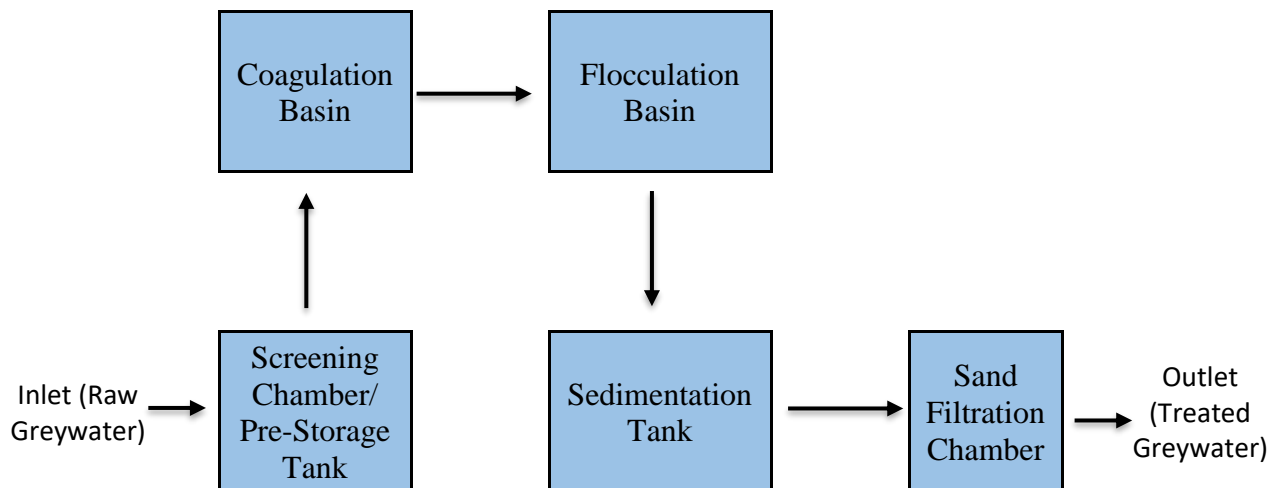 Inlet (Raw
Greywater)
Screening
Chamber/
Pre-Storage
Tank
Coagulation
Basin
Flocculation
Basin
Sedimentation
Tank
Sand
Filtration
Chamber
Outlet
(Treated
Greywater)